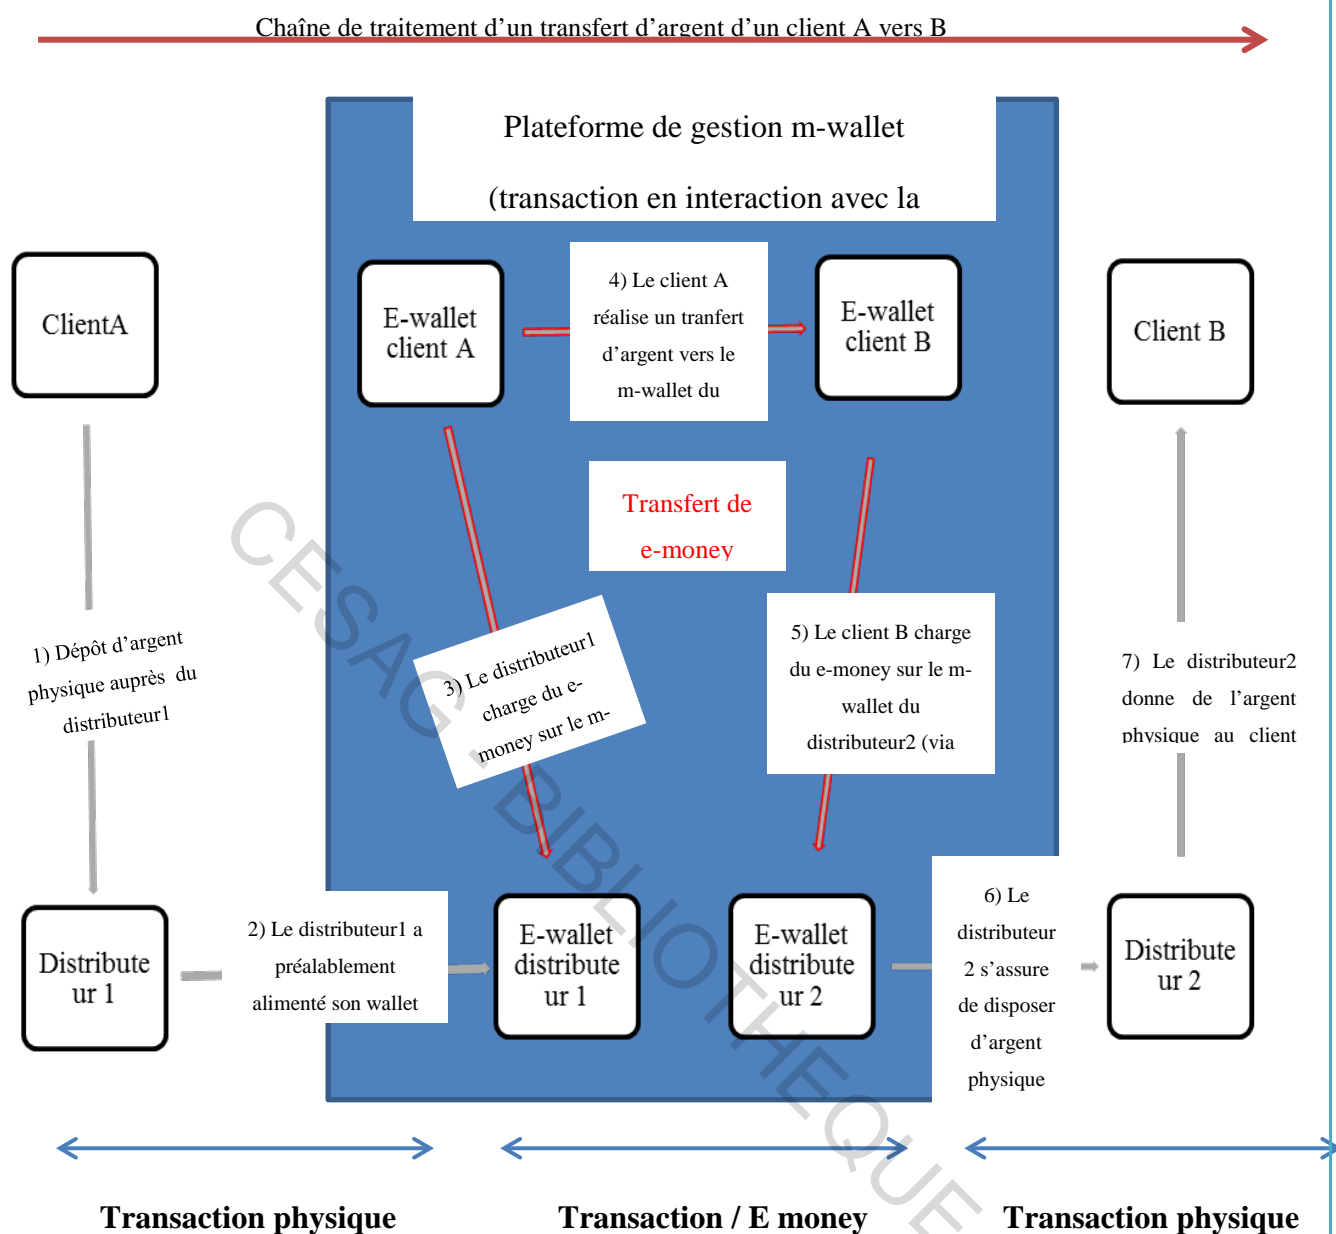 Chaîne de traitement d'un transfert d'argent d'un client A vers B
Plateforme de gestion m-wallet
(transaction en interaction avec la
ClientA
E-wallet
client A
4) Le client A
réalise un tranfert
d'argent vers le
m-wallet du
E-wallet
client B
Client B
Transfert de
e-money
1) Dépôt d'argent
physique auprès du
distributeur1
3) Le distributeur1
charge du e-
money sur le m-
5) Le client B charge
du e-money sur le m-
wallet du
distributeur2 (via
7) Le distributeur2
donne de l'argent
physique au client
Distribute
ur 1
2) Le distributeur1 a
préalablement
alimenté son wallet
E-wallet
distribute
ur 1
E-wallet
distribute
ur 2
6) Le
distributeur
2 s'assure
de disposer
d'argent
physique
Distribute
ur 2
Transaction physique
Transaction / E money
Transaction physique
CESAG - BIBLIOTHEQUE